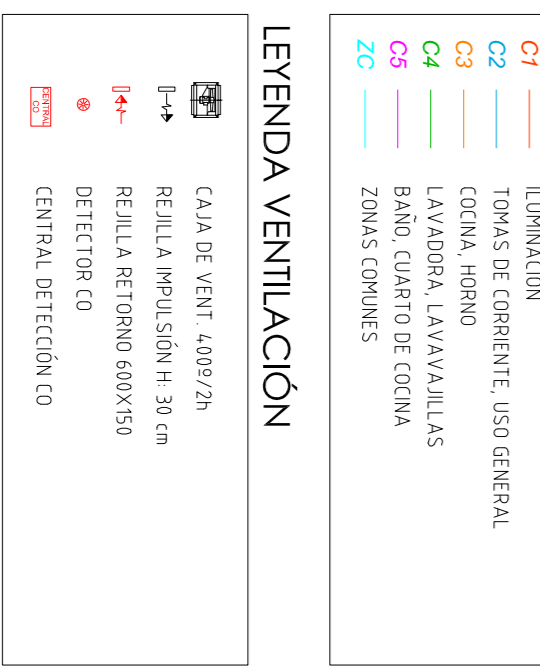 C1 ILUMINACIÓN
C2 TOMAS DE CORRIENTE, USO GENERAL
C3 COCINA, HORNO
C4 LAVADORA, LAVAVAJILLAS
C5 BAÑO, CUARTO DE COCINA
ZC ZONAS COMUNES
LEYENDA VENTILACIÓN
CAJA DE VENT. 400º/2h
REJILLA IMPULSIÓN H: 30 cm
REJILLA RETORNO 600X150
DETECTOR CO
CENTRAL CO CENTRAL DETECCIÓN CO